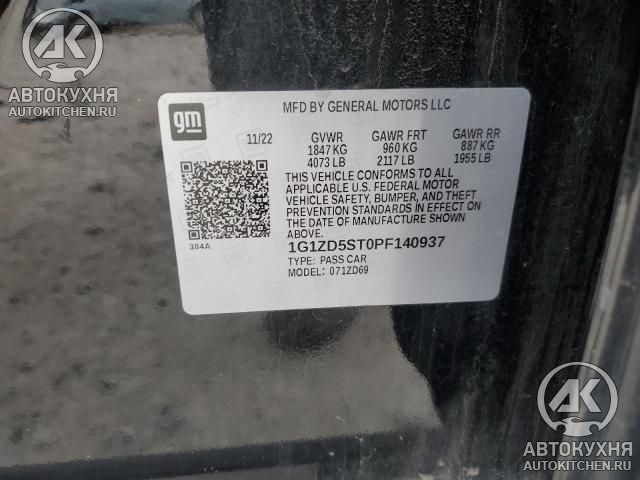 AK
АВТОКУХНЯ
AUTOKITCHEN.RU
gm
MFD BY GENERAL MOTORS LLC
11/22 GVWR GAWR FRT GAWR RR
1847 KG 960 KG 887 KG
4073 LB 2117 LB 1955 LB
THIS VEHICLE CONFORMS TO ALL
APPLICABLE U.S. FEDERAL MOTOR
VEHICLE SAFETY, BUMPER, AND THEFT
PREVENTION STANDARDS IN EFFECT ON
THE DATE OF MANUFACTURE SHOWN
ABOVE.
384A
1G1ZD5ST0PF140937
TYPE: PASS CAR
MODEL: 071ZD69
AK
АВТОКУХНЯ
AUTOKITCHEN.RU